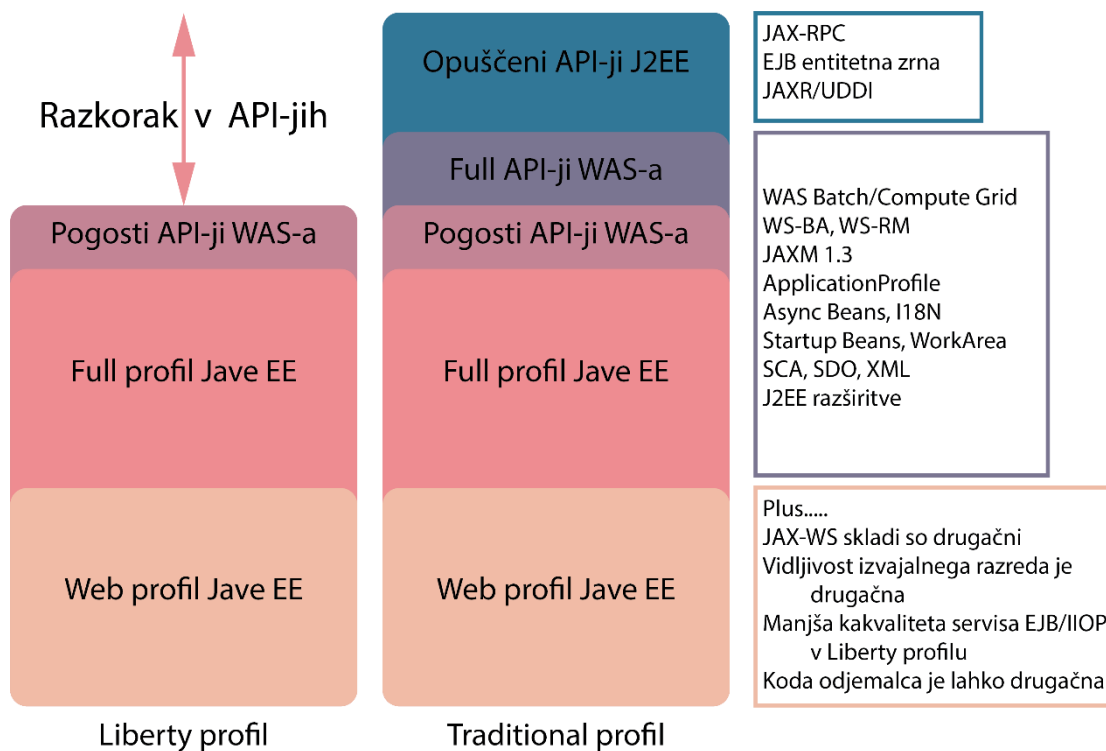 Razkorak v API-jih
Pogosti API-ji WAS-a
Full profil Jave EE
Web profil Jave EE
Liberty profil
Opuščeni API-ji J2EE
Full API-ji WAS-a
Pogosti API-ji WAS-a
Full profil Jave EE
Web profil Jave EE
Traditional profil
JAX-RPC
EJB entitetna zrna
JAXR/UDDI
WAS Batch/Compute Grid
WS-BA, WS-RM
JAXM 1.3
ApplicationProfile
Async Beans, I18N
Startup Beans, WorkArea
SCA, SDO, XML
J2EE razširitve
Plus.....
JAX-WS skladi so drugačni
Vidljivost izvajalnega razreda je
drugačna
Manjša kakvaliteta servisa EJB/IIOP
v Liberty profilu
Koda odjemalca je lahko drugačna